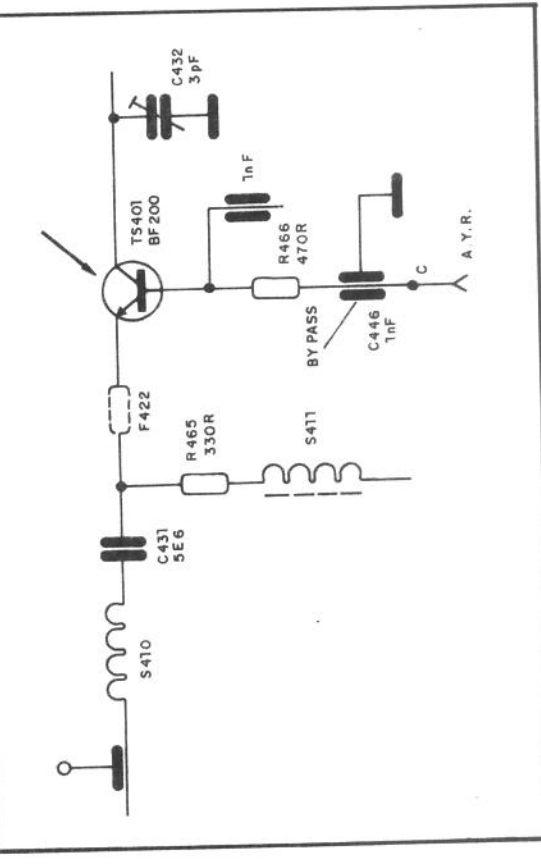 C432
3pF
TS401
BF200
1nF
R466
470R
BY PASS
C446
1nF
C
A.Y.R.
F422
R465
330R
S411
C431
5E6
S410